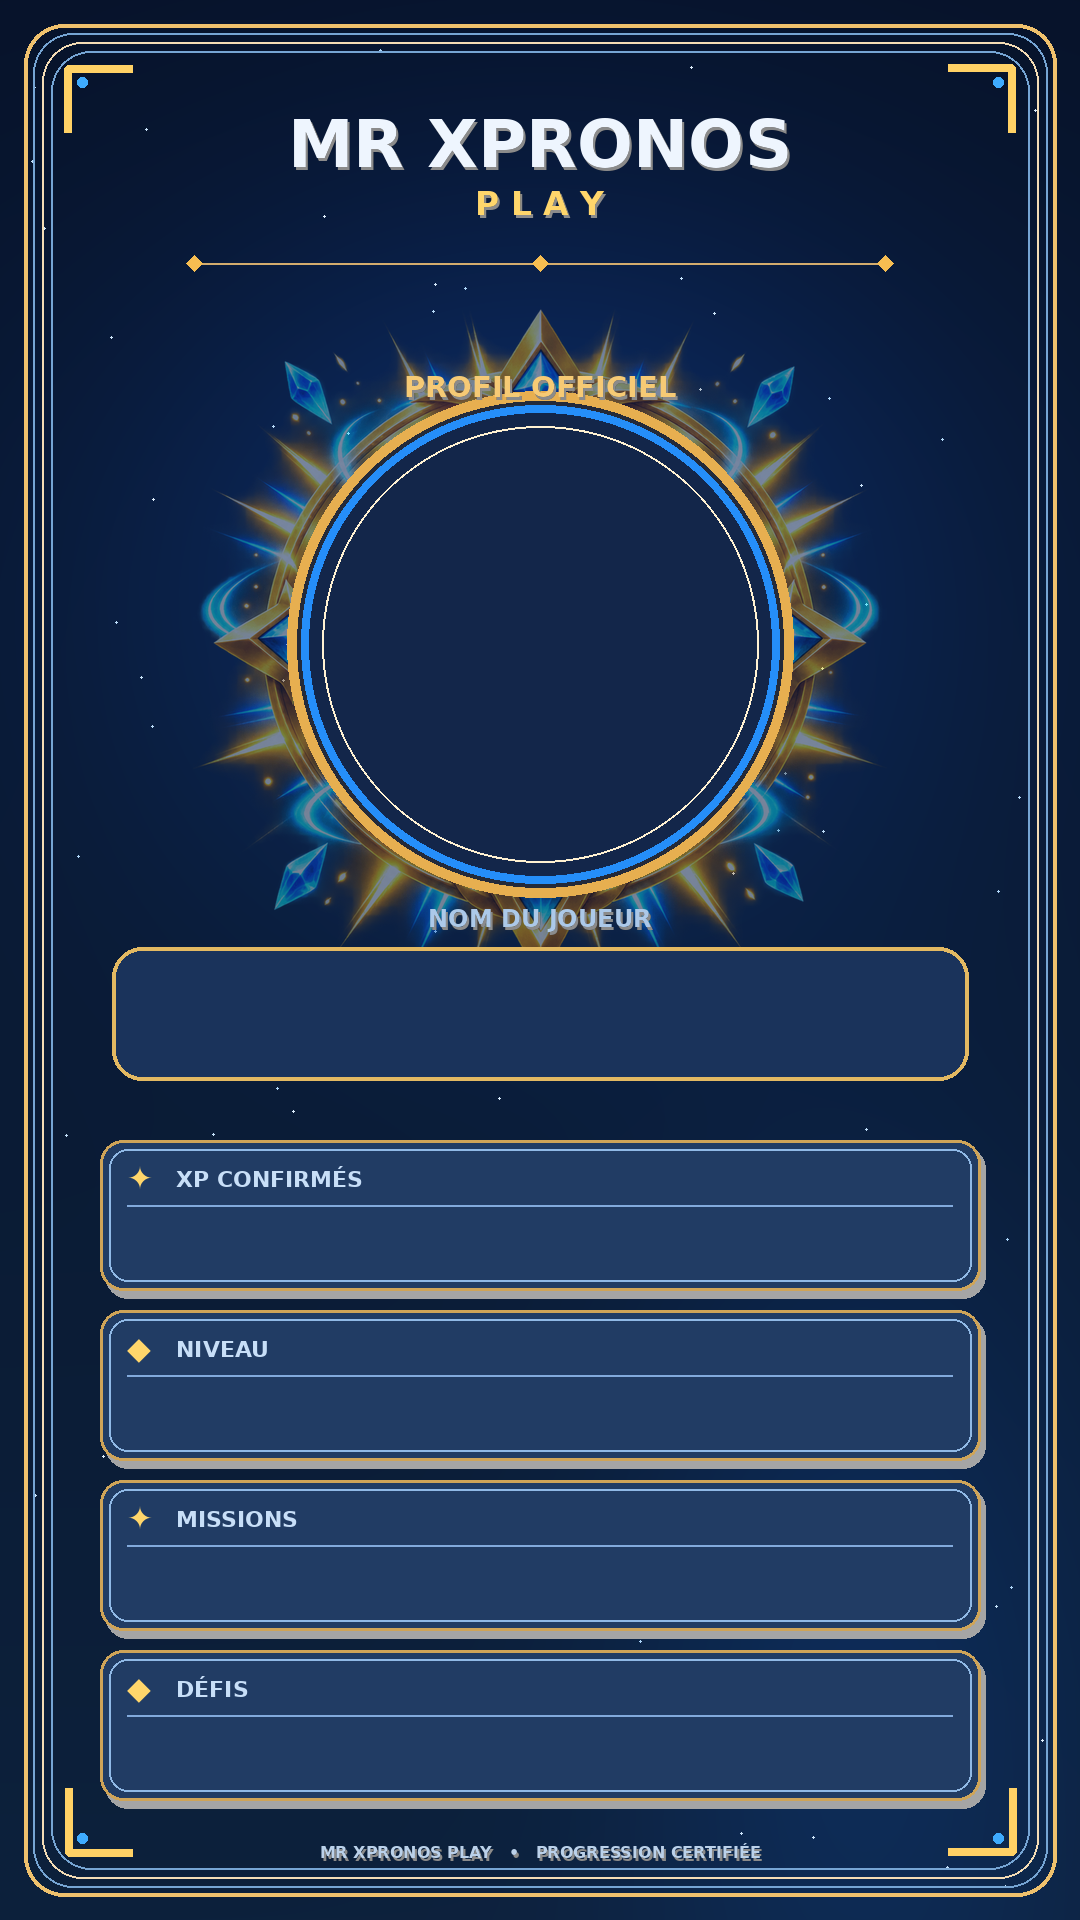 MR XPRONOS
PLAY
PROFIL OFFICIEL
NOM DU JOUEUR
XP CONFIRMÉS
NIVEAU
MISSIONS
DÉFIS
MR XPRONOS PLAY • PROGRESSION CERTIFIÉE